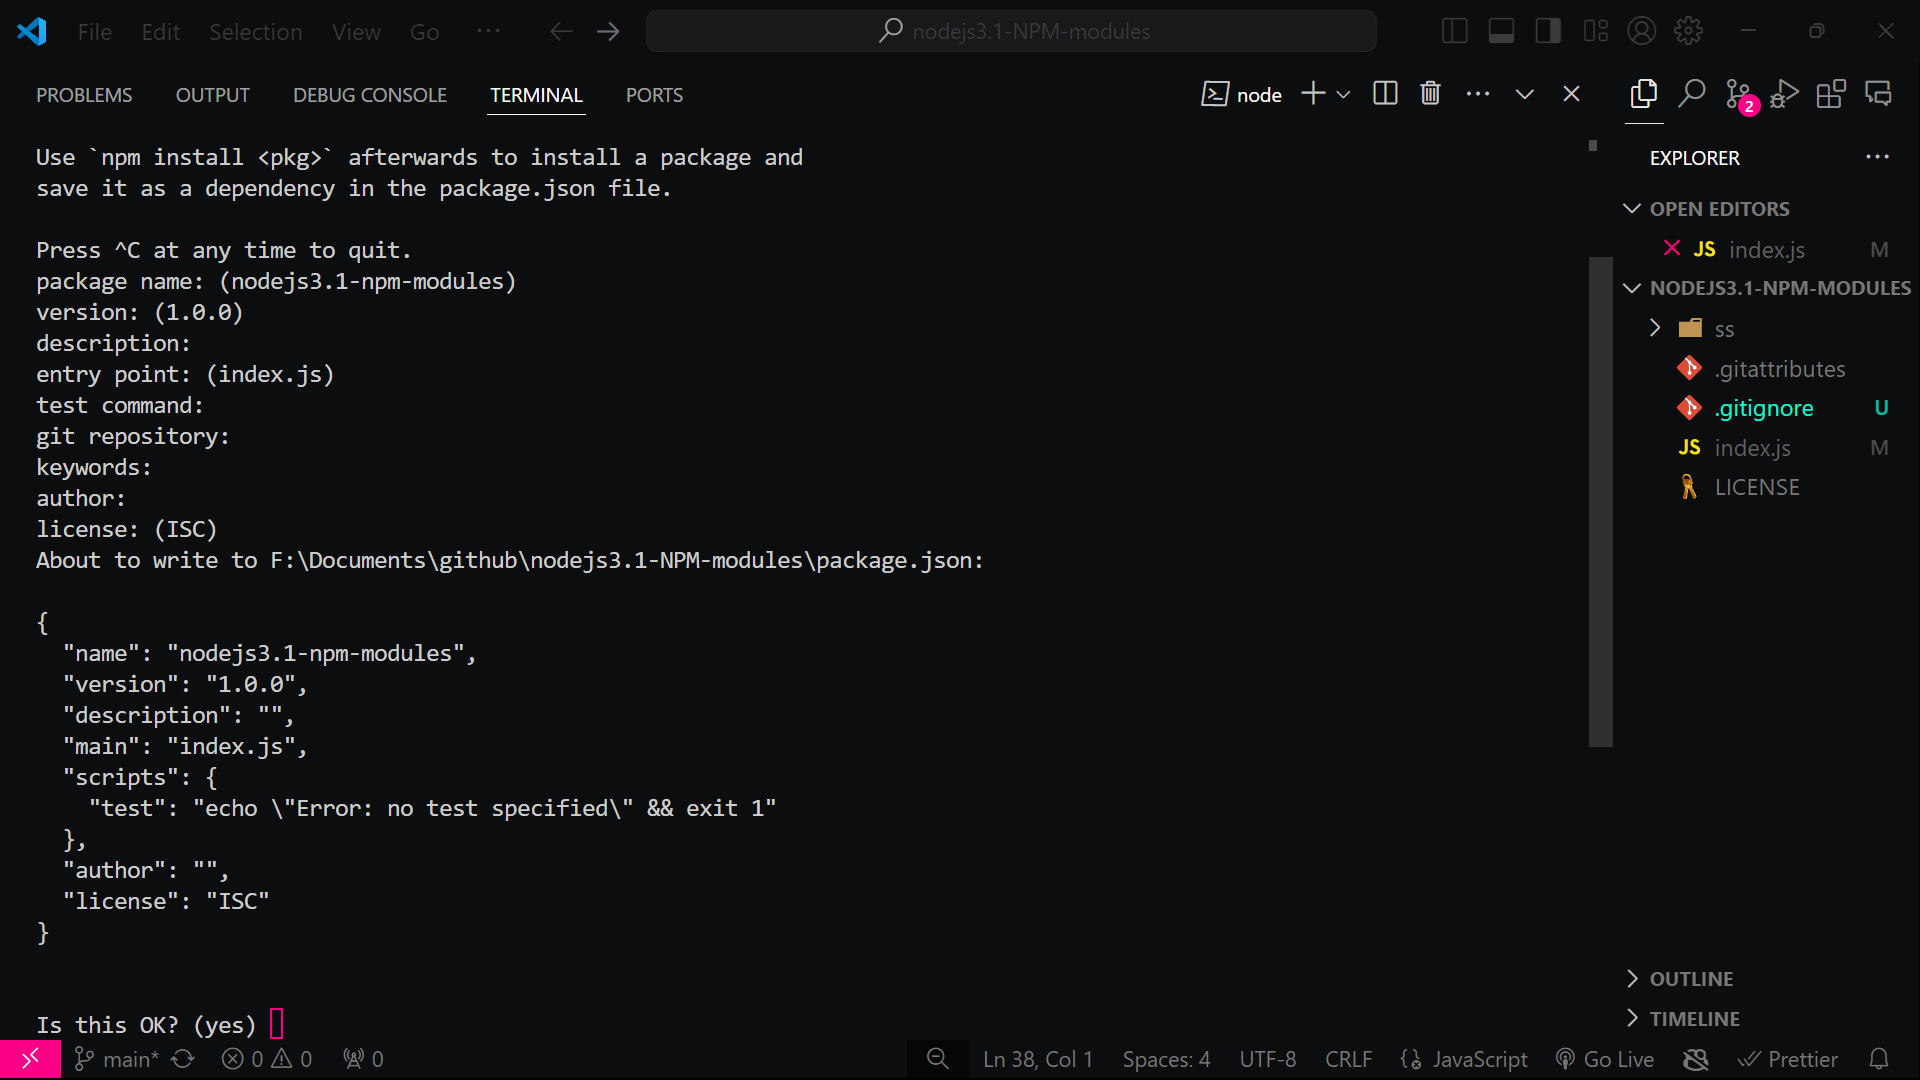 File Edit Selection View Go ··· nodejs3.1-NPM-modules
PROBLEMS OUTPUT DEBUG CONSOLE TERMINAL PORTS node
Use `npm install <pkg>` afterwards to install a package and
save it as a dependency in the package.json file.
Press ^C at any time to quit.
package name: (nodejs3.1-npm-modules)
version: (1.0.0)
description:
entry point: (index.js)
test command:
git repository:
keywords:
author:
license: (ISC)
About to write to F:\Documents\github\nodejs3.1-NPM-modules\package.json:
{
  "name": "nodejs3.1-npm-modules",
  "version": "1.0.0",
  "description": "",
  "main": "index.js",
  "scripts": {
    "test": "echo \"Error: no test specified\" && exit 1"
  },
  "author": "",
  "license": "ISC"
}
Is this OK? (yes)
2
EXPLORER
OPEN EDITORS
JS index.js M
NODEJS3.1-NPM-MODULES
ss
.gitattributes
.gitignore U
JS index.js M
LICENSE
OUTLINE
TIMELINE
main* 0 0 0 Ln 38, Col 1 Spaces: 4 UTF-8 CRLF {} JavaScript Go Live Prettier